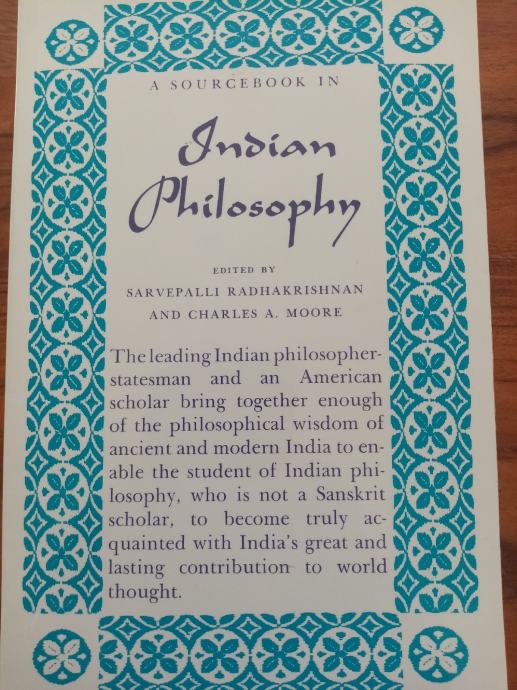 A SOURCEBOOK IN
Indian
Philosophy
EDITED BY
SARVEPALLI RADHAKRISHNAN
AND CHARLES A. MOORE
The leading Indian philosopher-
statesman and an American
scholar bring together enough
of the philosophical wisdom of
ancient and modern India to en-
able the student of Indian phi-
losophy, who is not a Sanskrit
scholar, to become truly ac-
quainted with India's great and
lasting contribution to world
thought.